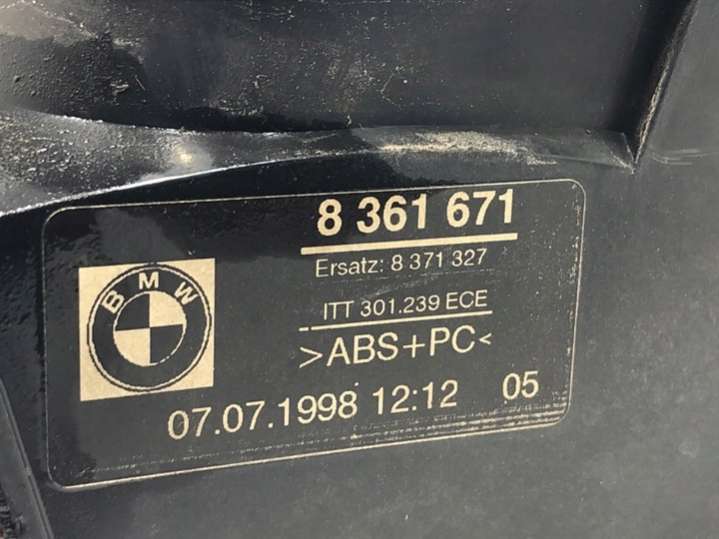 8 361 671
Ersatz: 8 371 327
BMW
ITT 301.239 ECE
>ABS+PC<
07.07.1998 12:12 05